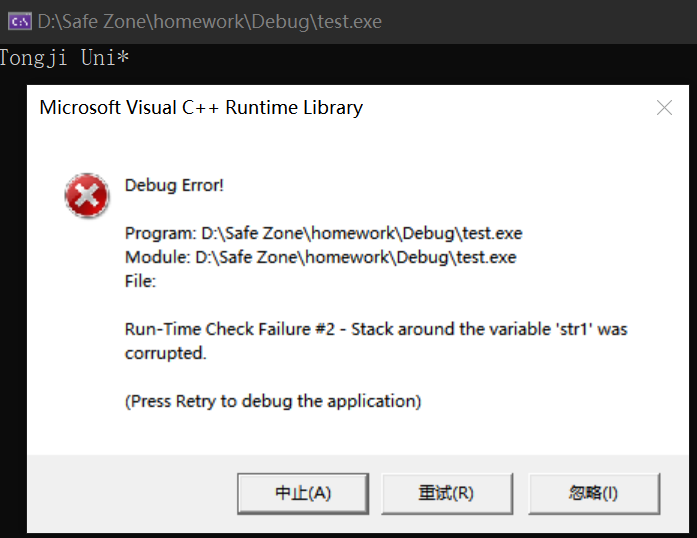 C:\ D:\Safe Zone\homework\Debug\test.exe
Tongji Uni*
Microsoft Visual C++ Runtime Library
Debug Error!
Program: D:\Safe Zone\homework\Debug\test.exe
Module: D:\Safe Zone\homework\Debug\test.exe
File:
Run-Time Check Failure #2 - Stack around the variable 'str1' was
corrupted.
(Press Retry to debug the application)
中止(A) 重试(R) 忽略(I)